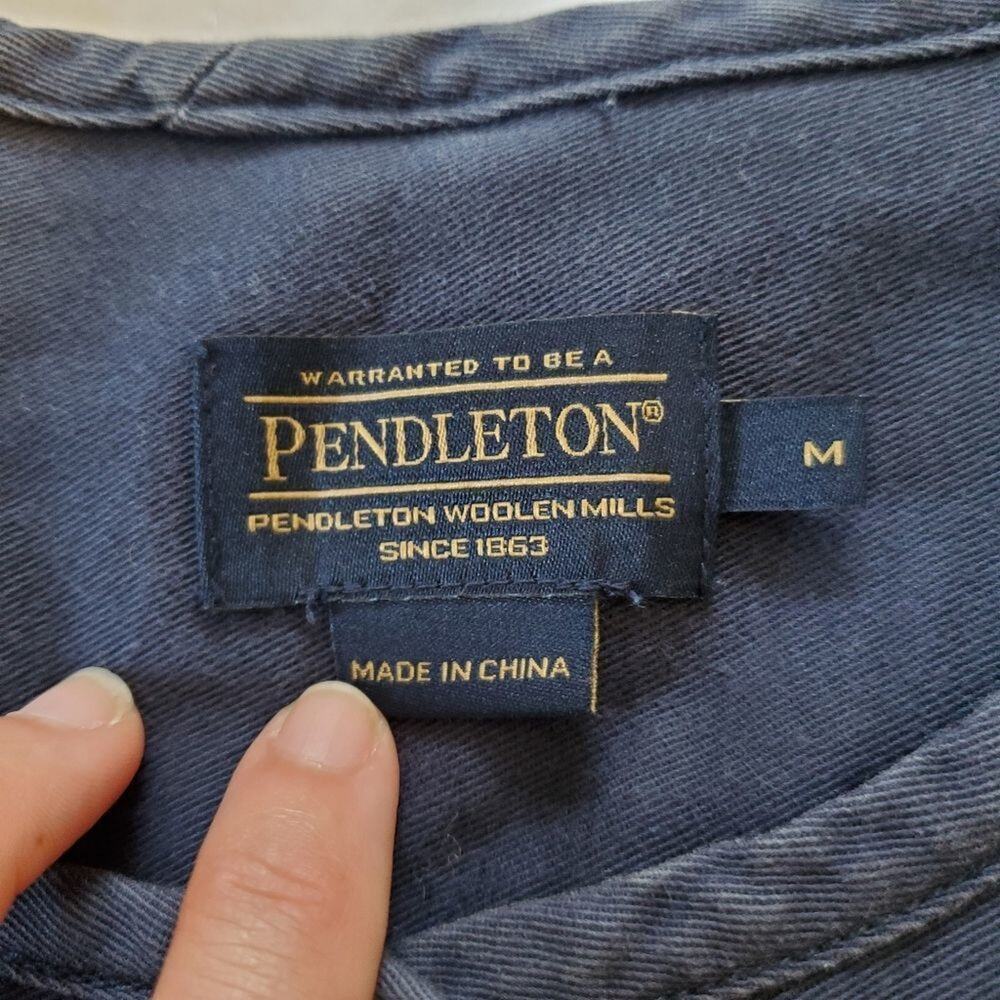 WARRANTED TO BE A
PENDLETON®
M
PENDLETON WOOLEN MILLS
SINCE 1863
MADE IN CHINA